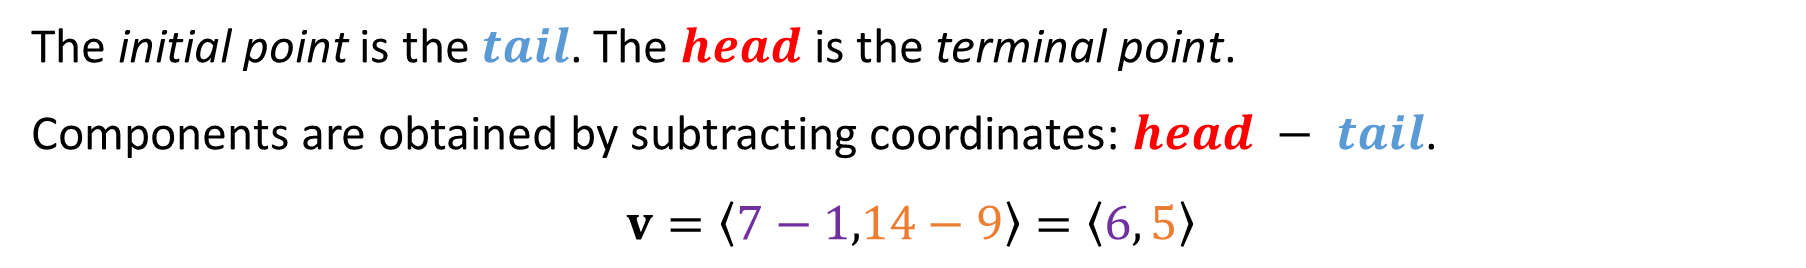 The initial point is the tail. The head is the terminal point.
Components are obtained by subtracting coordinates: head − tail.
v = ⟨7 − 1,14 − 9⟩ = ⟨6, 5⟩